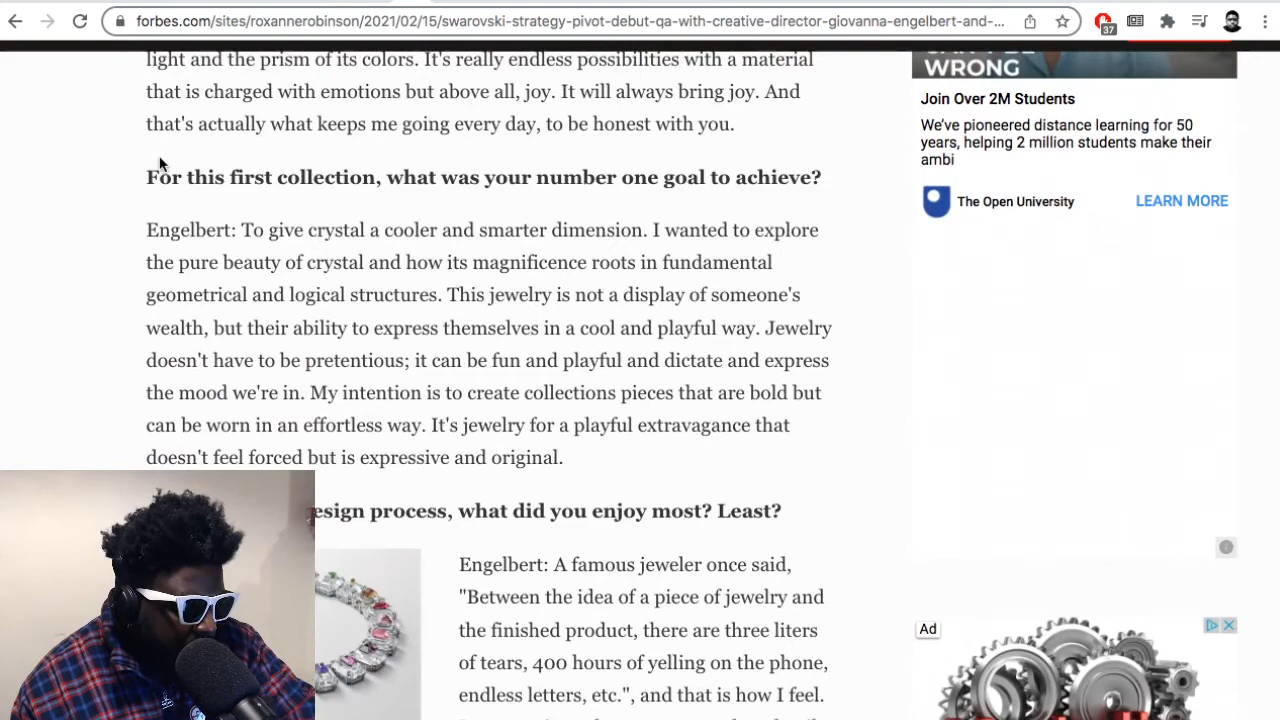 forbes.com/sites/roxannerobinson/2021/02/15/swarovski-strategy-pivot-debut-qa-with-creative-director-giovanna-engelbert-and-...
37
light and the prism of its colors. It's really endless possibilities with a material
that is charged with emotions but above all, joy. It will always bring joy. And
that's actually what keeps me going every day, to be honest with you.
For this first collection, what was your number one goal to achieve?
Engelbert: To give crystal a cooler and smarter dimension. I wanted to explore
the pure beauty of crystal and how its magnificence roots in fundamental
geometrical and logical structures. This jewelry is not a display of someone's
wealth, but their ability to express themselves in a cool and playful way. Jewelry
doesn't have to be pretentious; it can be fun and playful and dictate and express
the mood we're in. My intention is to create collections pieces that are bold but
can be worn in an effortless way. It's jewelry for a playful extravagance that
doesn't feel forced but is expressive and original.
esign process, what did you enjoy most? Least?
Engelbert: A famous jeweler once said,
"Between the idea of a piece of jewelry and
the finished product, there are three liters
of tears, 400 hours of yelling on the phone,
endless letters, etc.", and that is how I feel.
WRONG
Join Over 2M Students
We've pioneered distance learning for 50
years, helping 2 million students make their
ambi
The Open University
LEARN MORE
Ad